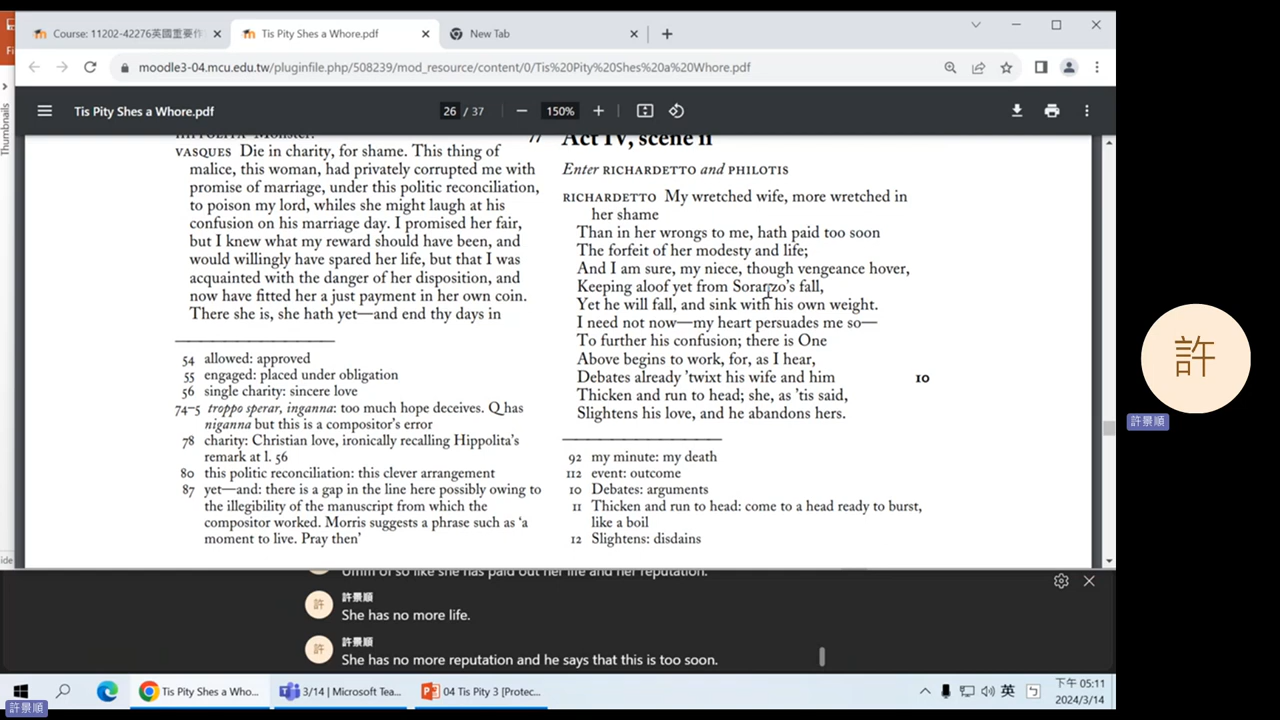 Course: 11202-42276英國重要作
Tis Pity Shes a Whore.pdf
New Tab
moodle3-04.mcu.edu.tw/pluginfile.php/508239/mod_resource/content/0/Tis%20Pity%20Shes%20a%20Whore.pdf
Fi
Thumbnails
Tis Pity Shes a Whore.pdf
26 / 37
150%
VASQUES Die in charity, for shame. This thing of
malice, this woman, had privately corrupted me with
promise of marriage, under this politic reconciliation,
to poison my lord, whiles she might laugh at his
confusion on his marriage day. I promised her fair,
but I knew what my reward should have been, and
would willingly have spared her life, but that I was
acquainted with the danger of her disposition, and
now have fitted her a just payment in her own coin.
There she is, she hath yet—and end thy days in
54 allowed: approved
55 engaged: placed under obligation
56 single charity: sincere love
74–5 troppo sperar, inganna: too much hope deceives. Q has
niganna but this is a compositor's error
78 charity: Christian love, ironically recalling Hippolita's
remark at l. 56
80 this politic reconciliation: this clever arrangement
87 yet—and: there is a gap in the line here possibly owing to
the illegibility of the manuscript from which the
compositor worked. Morris suggests a phrase such as 'a
moment to live. Pray then'
77
Act IV, scene ii
Enter RICHARDETTO and PHILOTIS
RICHARDETTO My wretched wife, more wretched in
her shame
Than in her wrongs to me, hath paid too soon
The forfeit of her modesty and life;
And I am sure, my niece, though vengeance hover,
Keeping aloof yet from Soranzo's fall,
Yet he will fall, and sink with his own weight.
I need not now—my heart persuades me so—
To further his confusion; there is One
Above begins to work, for, as I hear,
Debates already 'twixt his wife and him 10
Thicken and run to head; she, as 'tis said,
Slightens his love, and he abandons hers.
92 my minute: my death
112 event: outcome
10 Debates: arguments
11 Thicken and run to head: come to a head ready to burst,
like a boil
12 Slightens: disdains
ide
Umm of so like she has paid out her life and her reputation.
許
許景順
She has no more life.
許
許景順
She has no more reputation and he says that this is too soon.
許
許景順
Tis Pity Shes a Who...
3/14 | Microsoft Tea...
04 Tis Pity 3 [Protec...
英
下午 05:11
2024/3/14
許景順